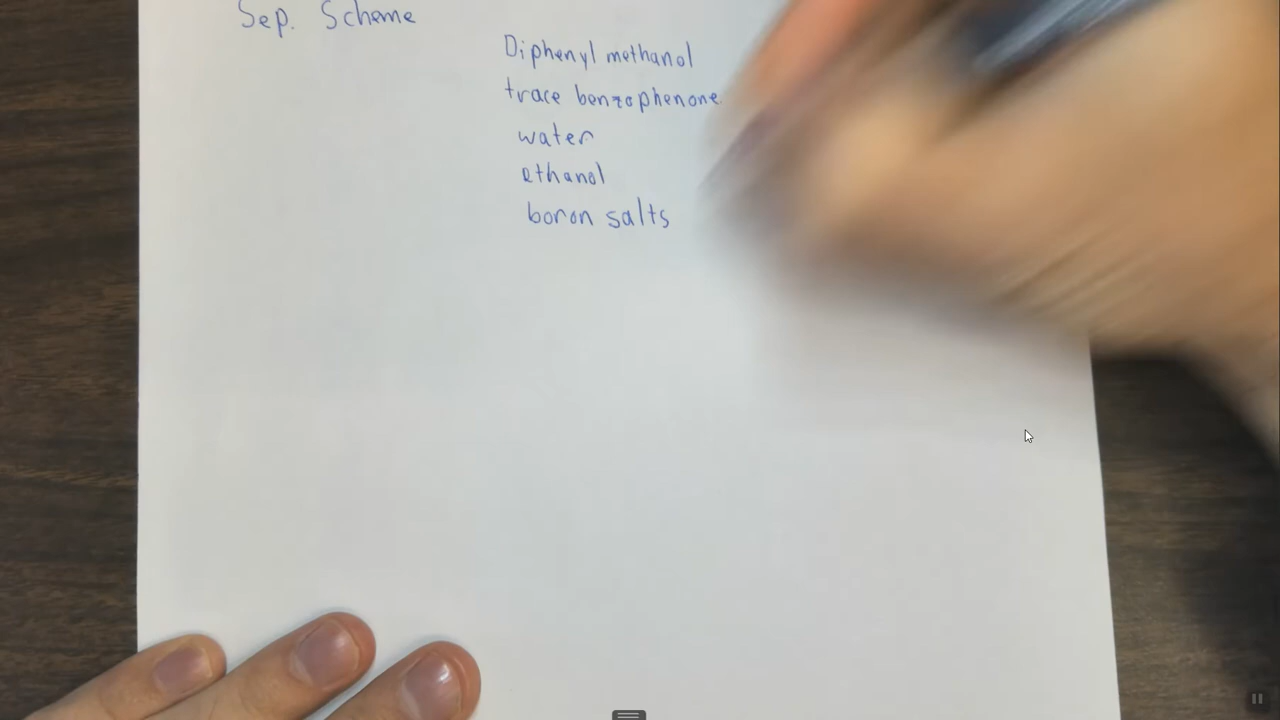 Sep. Scheme
Diphenyl methanol
trace benzophenone
water
ethanol
boron salts